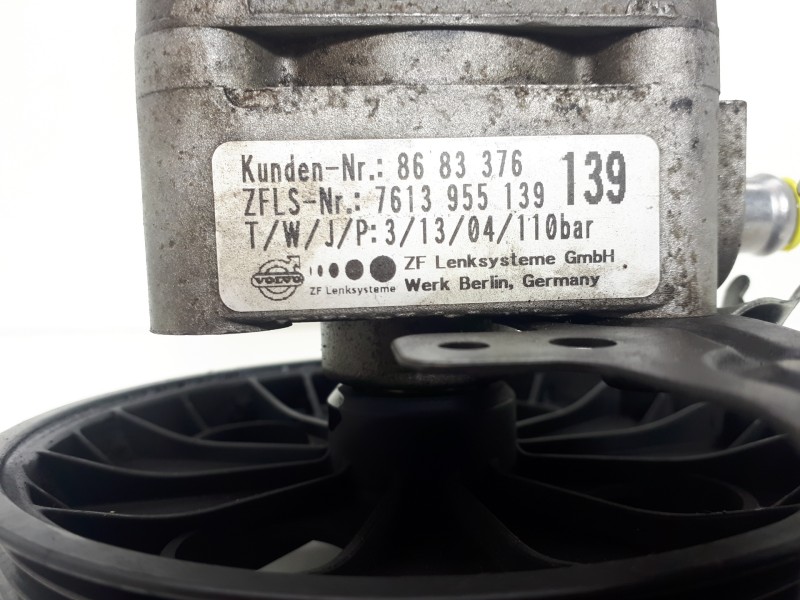 Kunden-Nr.: 86 83 376
ZFLS-Nr.: 7613 955 139 139
T/W/J/P: 3/13/04/110bar
VOLVO
ZF Lenksysteme
ZF Lenksysteme GmbH
Werk Berlin, Germany